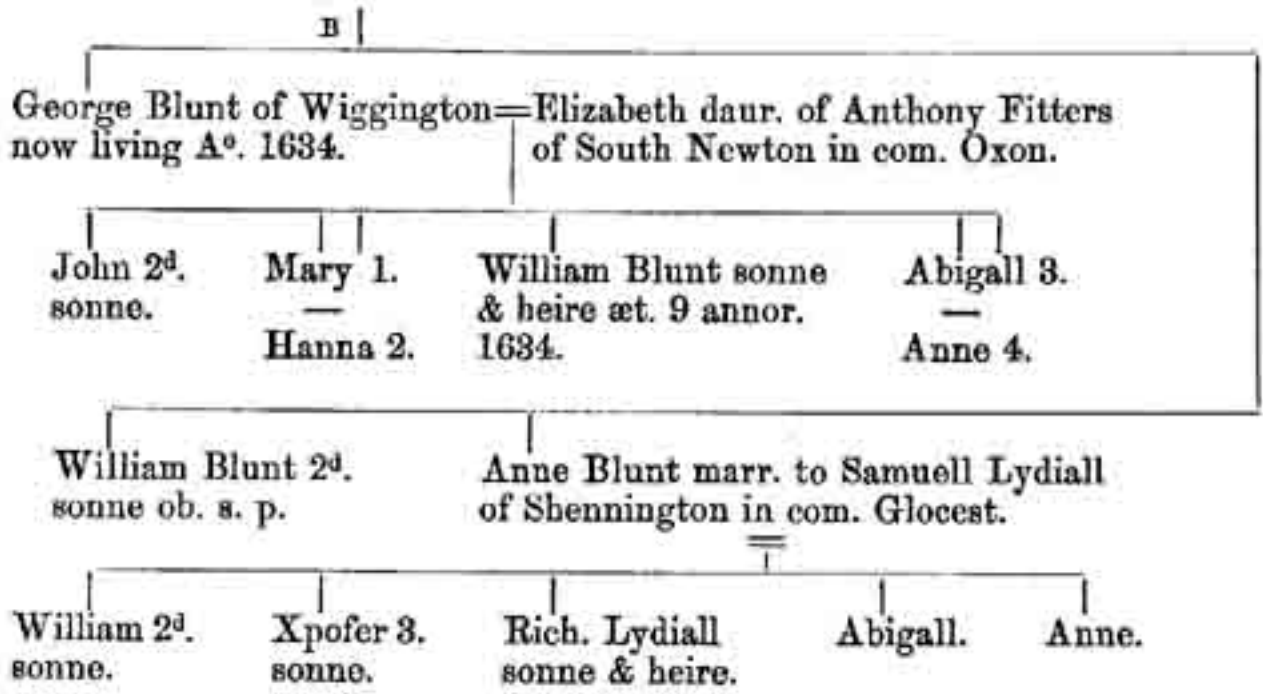 B
George Blunt of Wiggington=Elizabeth daur. of Anthony Fitters
now living Aº. 1634. of South Newton in com. Oxon.
John 2ᵈ. Mary 1. William Blunt sonne Abigall 3.
sonne. — & heire æt. 9 annor. —
Hanna 2. 1634. Anne 4.
William Blunt 2ᵈ. Anne Blunt marr. to Samuell Lydiall
sonne ob. s. p. of Shennington in com. Glocest.
=
William 2ᵈ. Xpofer 3. Rich. Lydiall Abigall. Anne.
sonne. sonne. sonne & heire.